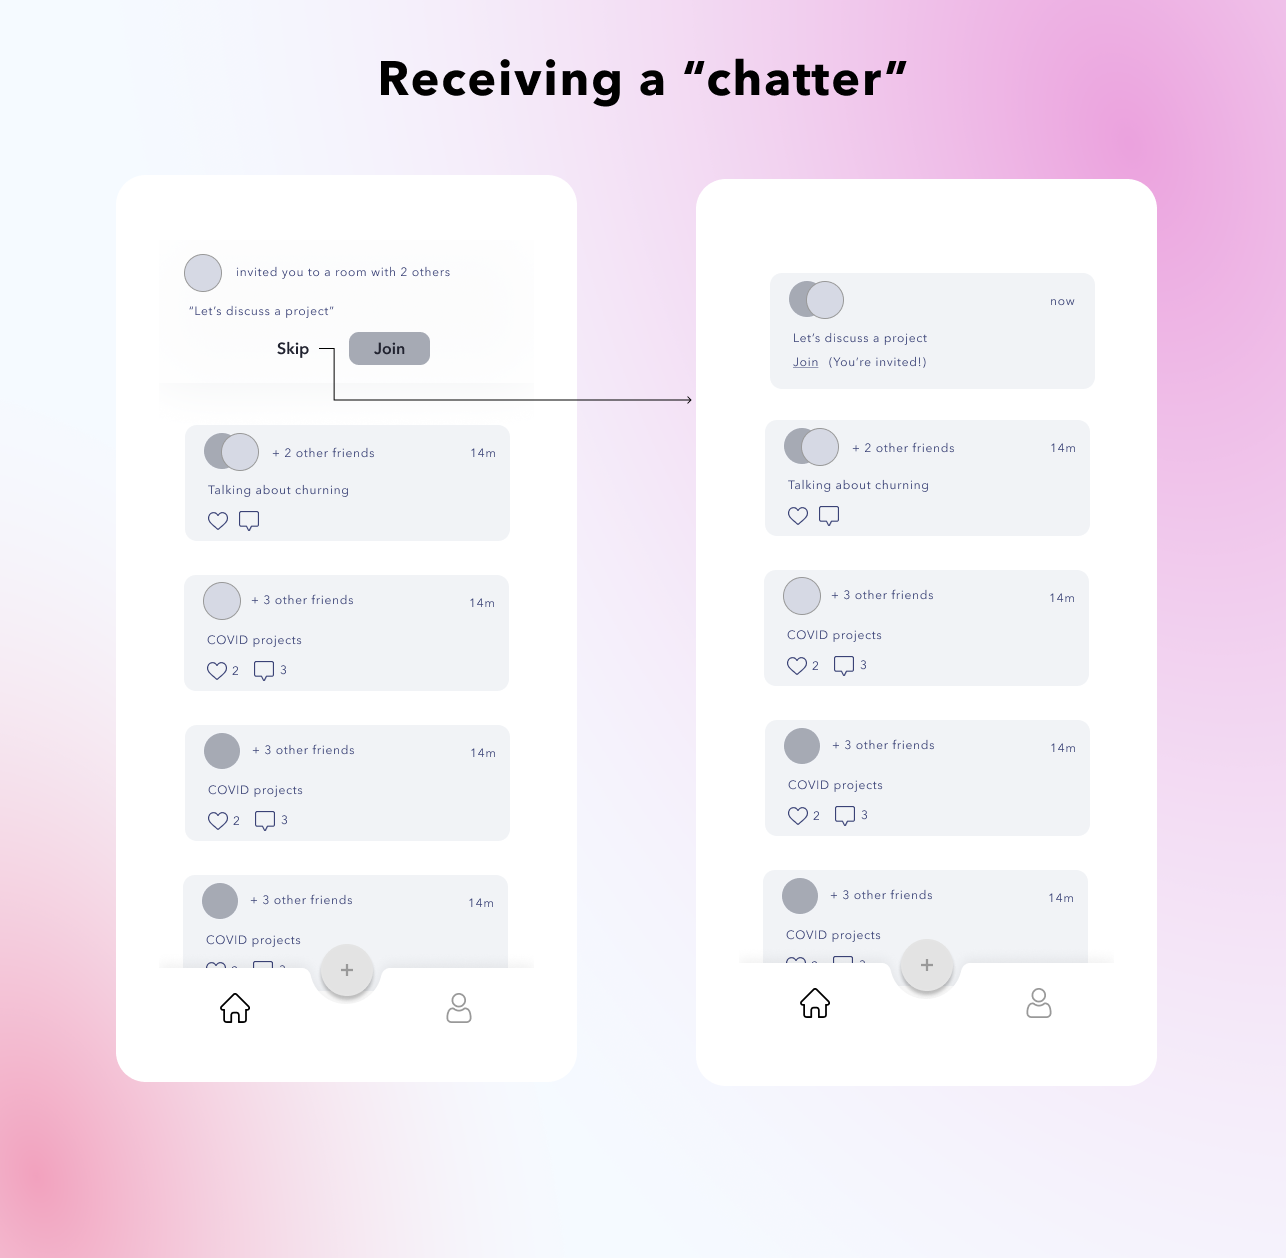 Receiving a “chatter”
invited you to a room with 2 others
“Let’s discuss a project”
Skip
Join
+ 2 other friends
14m
Talking about churning
+ 3 other friends
14m
COVID projects
2
3
+ 3 other friends
14m
COVID projects
2
3
+ 3 other friends
14m
COVID projects
+
now
Let’s discuss a project
Join (You’re invited!)
+ 2 other friends
14m
Talking about churning
+ 3 other friends
14m
COVID projects
2
3
+ 3 other friends
14m
COVID projects
2
3
+ 3 other friends
14m
COVID projects
+